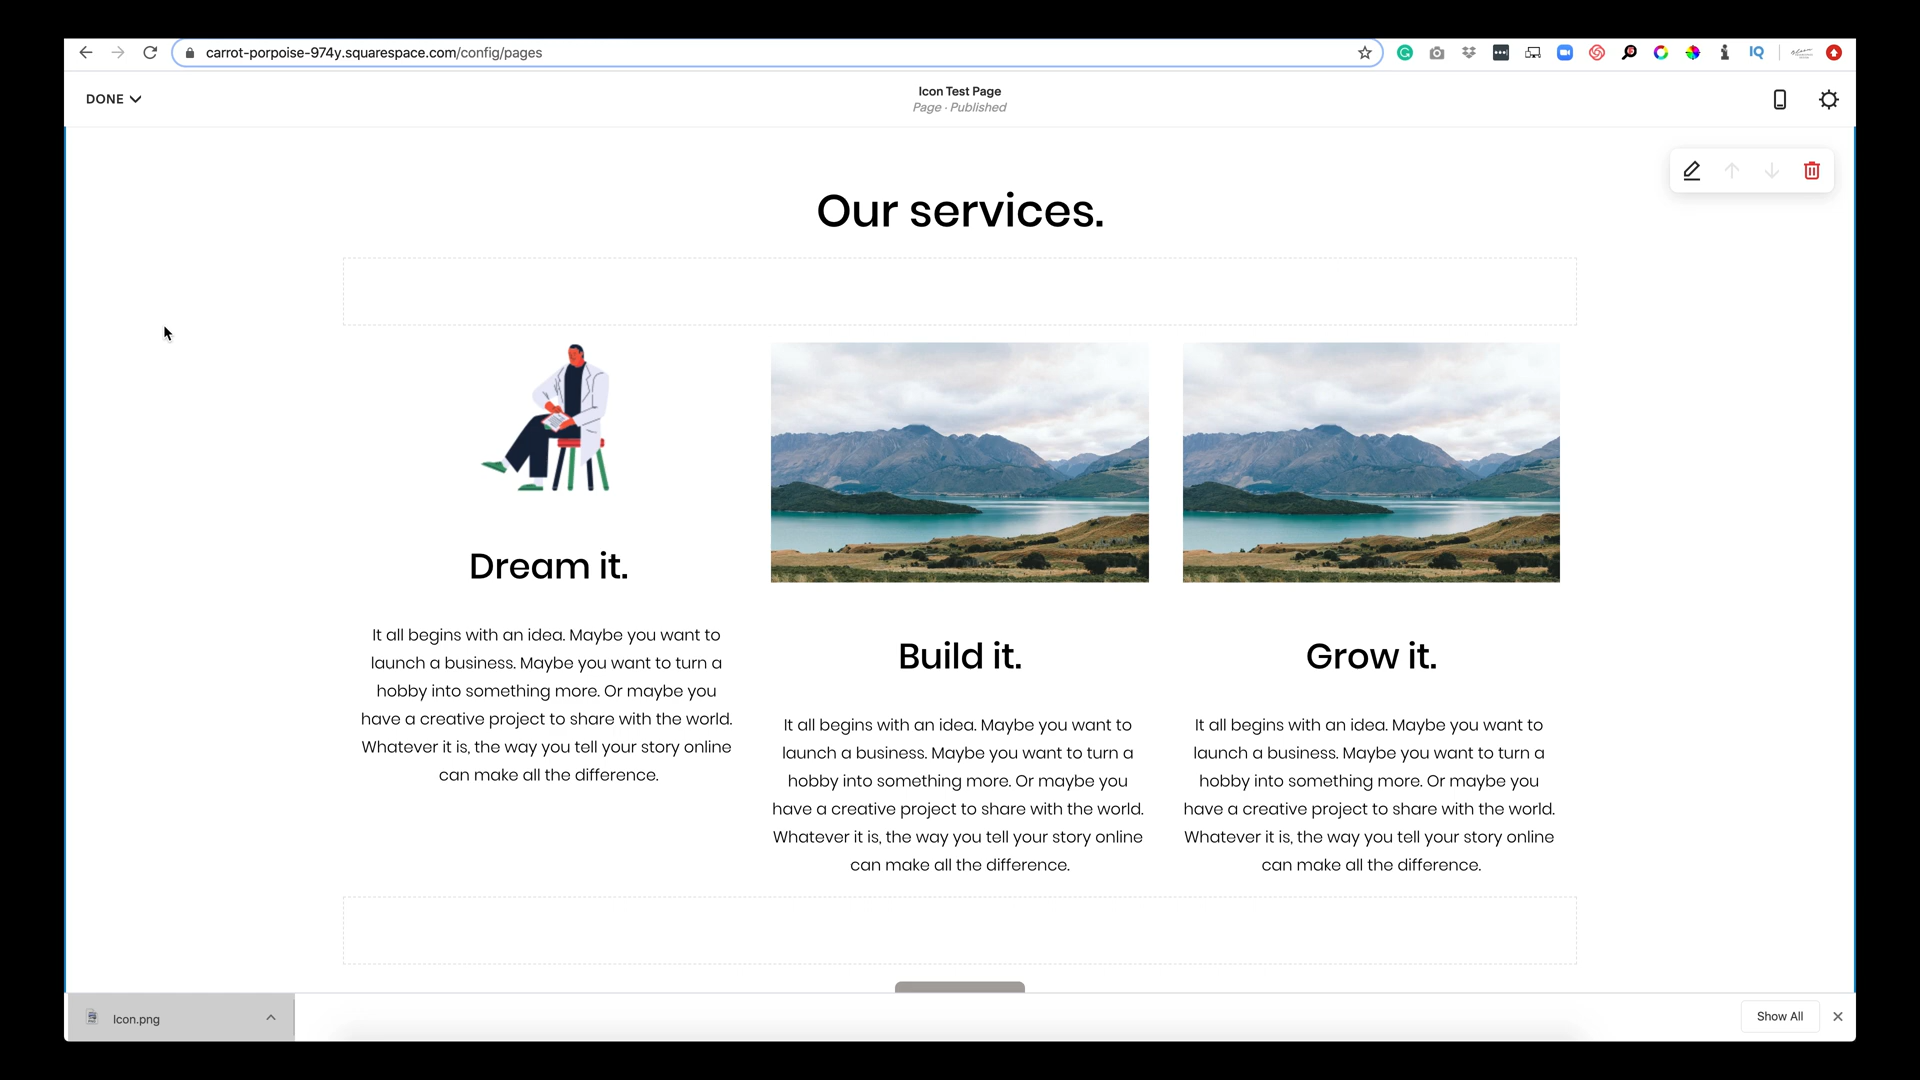 carrot-porpoise-974y.squarespace.com/config/pages
IQ
DONE
Icon Test Page
Page · Published
Our services.
Dream it.
It all begins with an idea. Maybe you want to
launch a business. Maybe you want to turn a
hobby into something more. Or maybe you
have a creative project to share with the world.
Whatever it is, the way you tell your story online
can make all the difference.
Build it.
It all begins with an idea. Maybe you want to
launch a business. Maybe you want to turn a
hobby into something more. Or maybe you
have a creative project to share with the world.
Whatever it is, the way you tell your story online
can make all the difference.
Grow it.
It all begins with an idea. Maybe you want to
launch a business. Maybe you want to turn a
hobby into something more. Or maybe you
have a creative project to share with the world.
Whatever it is, the way you tell your story online
can make all the difference.
Icon.png
Show All